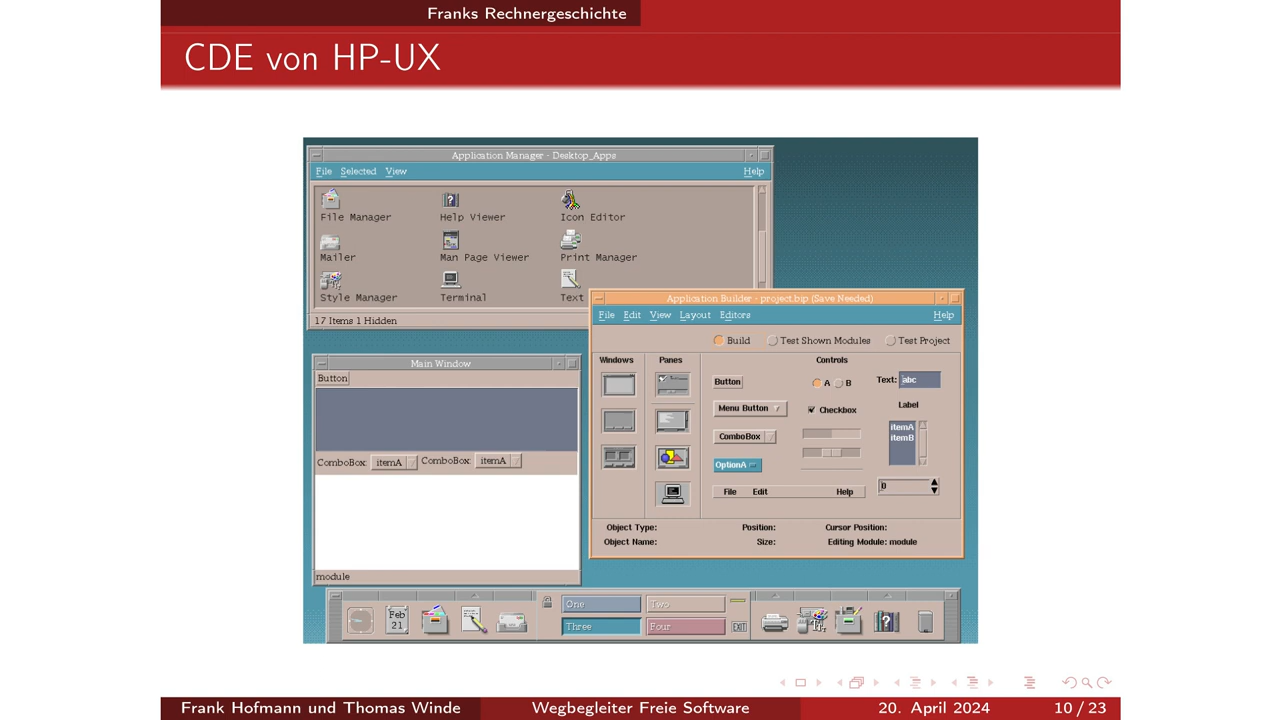 Franks Rechnergeschichte
CDE von HP-UX
Application Manager - Desktop_Apps
File Selected View Help
File Manager Help Viewer Icon Editor
Mailer Man Page Viewer Print Manager
Style Manager Terminal Text
17 Items 1 Hidden
Application Builder - project.bip (Save Needed)
File Edit View Layout Editors Help
Build Test Shown Modules Test Project
Windows Panes Controls
Button A B Text: abc
Menu Button Checkbox Label
ComboBox itemA
itemB
OptionA
File Edit Help 0
Object Type: Position: Cursor Position:
Object Name: Size: Editing Module: module
Main Window
Button
ComboBox: itemA ComboBox: itemA
module
Feb
21
One Two
Three Four EXIT
Frank Hofmann und Thomas Winde Wegbegleiter Freie Software 20. April 2024 10 / 23